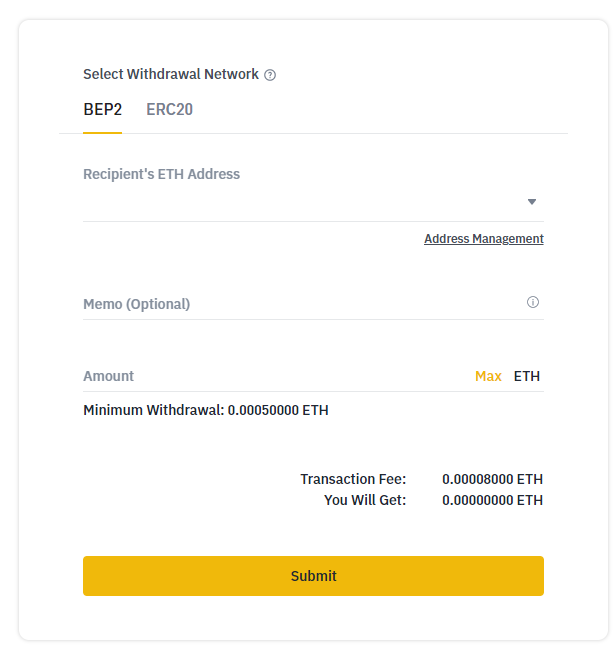 Select Withdrawal Network
BEP2 ERC20
Recipient's ETH Address
Address Management
Memo (Optional)
Amount Max ETH
Minimum Withdrawal: 0.00050000 ETH
Transaction Fee: 0.00008000 ETH
You Will Get: 0.00000000 ETH
Submit